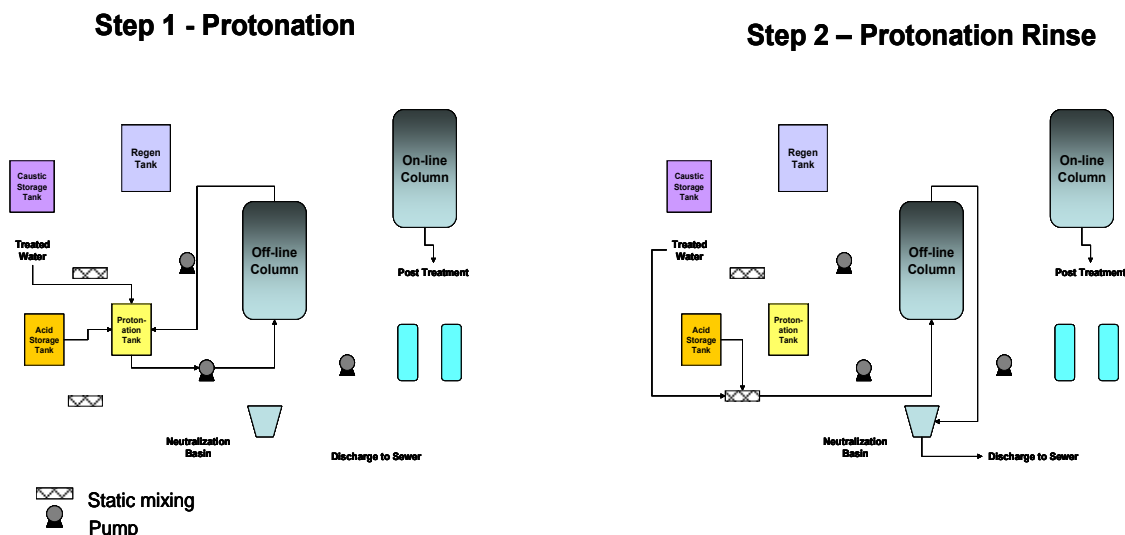 Step 1 - Protonation
Regen
Tank
Caustic
Storage
Tank
On-line
Column
Off-line
Column
Treated
Water
Post Treatment
Acid
Storage
Tank
Proton-
ation
Tank
Neutralization
Basin
Discharge to Sewer
Static mixing
Pump
Step 2 – Protonation Rinse
Regen
Tank
Caustic
Storage
Tank
On-line
Column
Off-line
Column
Treated
Water
Post Treatment
Acid
Storage
Tank
Proton-
ation
Tank
Neutralization
Basin
Discharge to Sewer